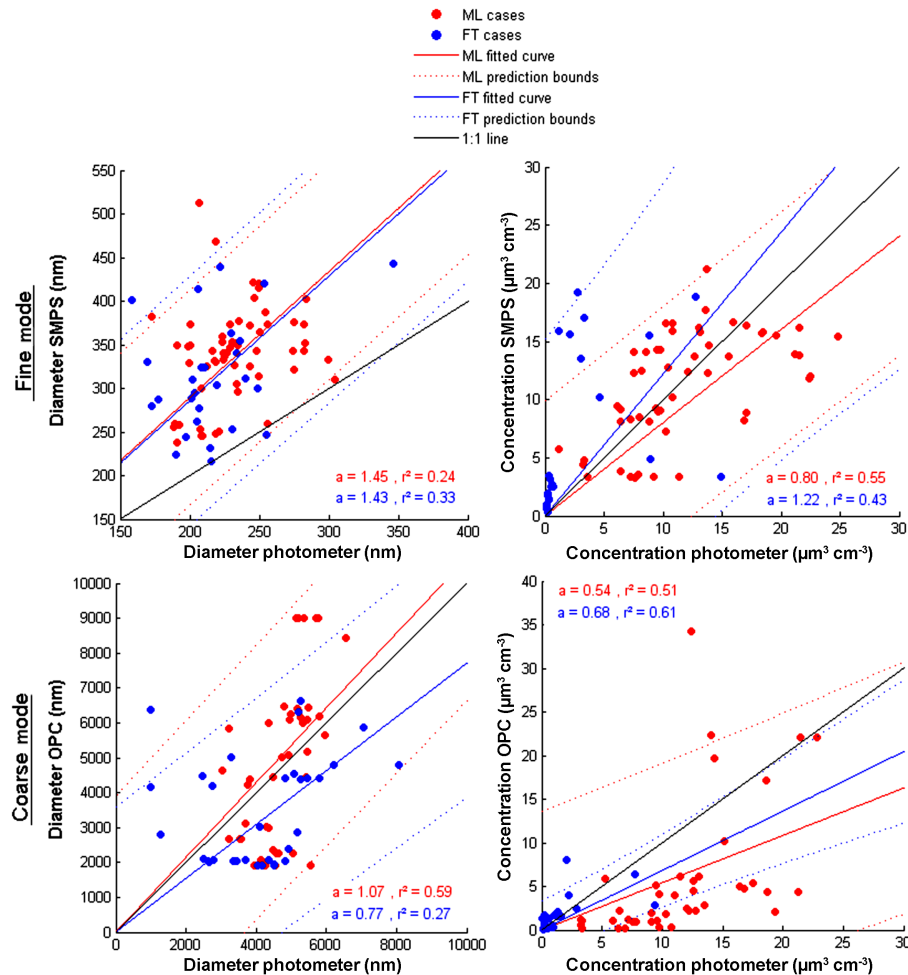 ML cases
FT cases
ML fitted curve
ML prediction bounds
FT fitted curve
FT prediction bounds
1:1 line
Fine mode
Diameter SMPS (nm)
550
500
450
400
350
300
250
200
150
a = 1.45 , r² = 0.24
a = 1.43 , r² = 0.33
150 200 250 300 350 400
Diameter photometer (nm)
Concentration SMPS (µm³ cm⁻³)
30
25
20
15
10
5
0
a = 0.80 , r² = 0.55
a = 1.22 , r² = 0.43
0 5 10 15 20 25 30
Concentration photometer (µm³ cm⁻³)
Coarse mode
Diameter OPC (nm)
10000
9000
8000
7000
6000
5000
4000
3000
2000
1000
0
a = 1.07 , r² = 0.59
a = 0.77 , r² = 0.27
0 2000 4000 6000 8000 10000
Diameter photometer (nm)
Concentration OPC (µm³ cm⁻³)
40
35
30
25
20
15
10
5
0
a = 0.54 , r² = 0.51
a = 0.68 , r² = 0.61
0 5 10 15 20 25 30
Concentration photometer (µm³ cm⁻³)